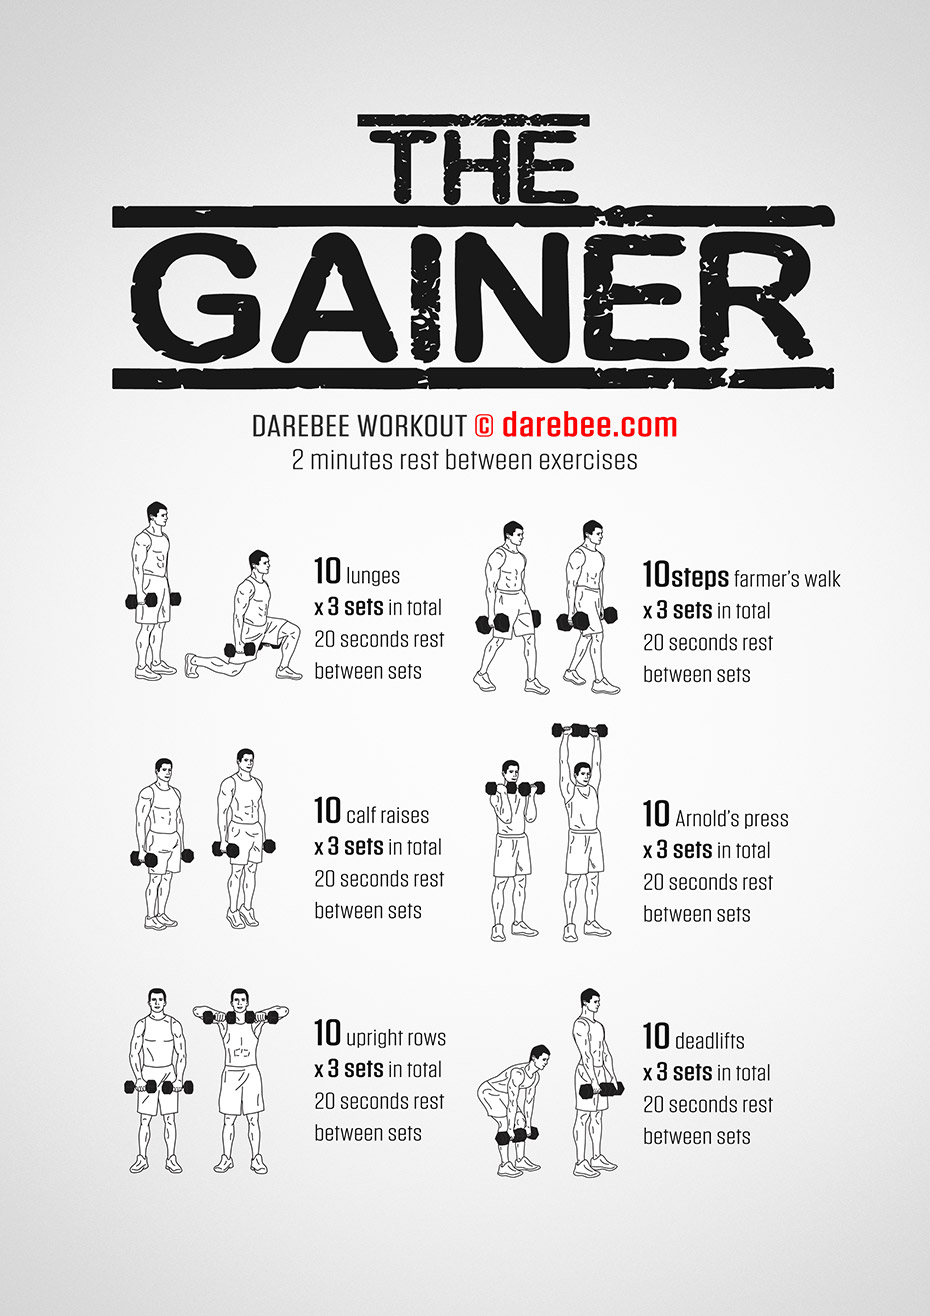 THE
GAINER
DAREBEE WORKOUT © darebee.com
2 minutes rest between exercises
10 lunges
x 3 sets in total
20 seconds rest
between sets
10steps farmer's walk
x 3 sets in total
20 seconds rest
between sets
10 calf raises
x 3 sets in total
20 seconds rest
between sets
10 Arnold's press
x 3 sets in total
20 seconds rest
between sets
10 upright rows
x 3 sets in total
20 seconds rest
between sets
10 deadlifts
x 3 sets in total
20 seconds rest
between sets